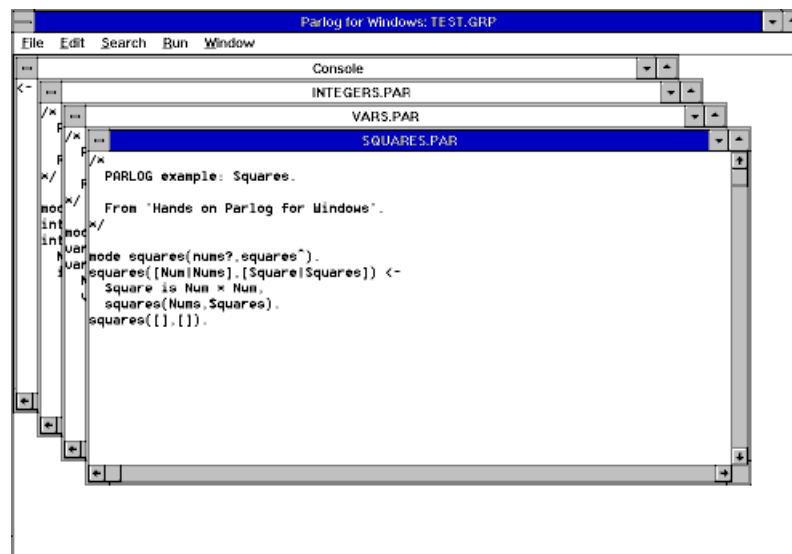 Parlog for Windows: TEST.GRP
File Edit Search Run Window
Console
<-
INTEGERS.PAR
/*
*/
VARS.PAR
/*
*/
SQUARES.PAR
/*
PARLOG example: Squares.
From 'Hands on Parlog for Windows'.
*/
mode squares(nums?,squares^).
squares([Num|Nums],[Square|Squares]) <-
Square is Num * Num,
squares(Nums,Squares).
squares([],[]).